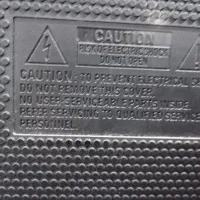 CAUTION
RISK OF ELECTRIC SHOCK
DO NOT OPEN
CAUTION: TO PREVENT ELECTRICAL S
DO NOT REMOVE THIS COVER.
NO USER-SERVICEABLE PARTS INSIDE.
REFER SERVICING TO QUALIFIED SERVICE
PERSONNEL.